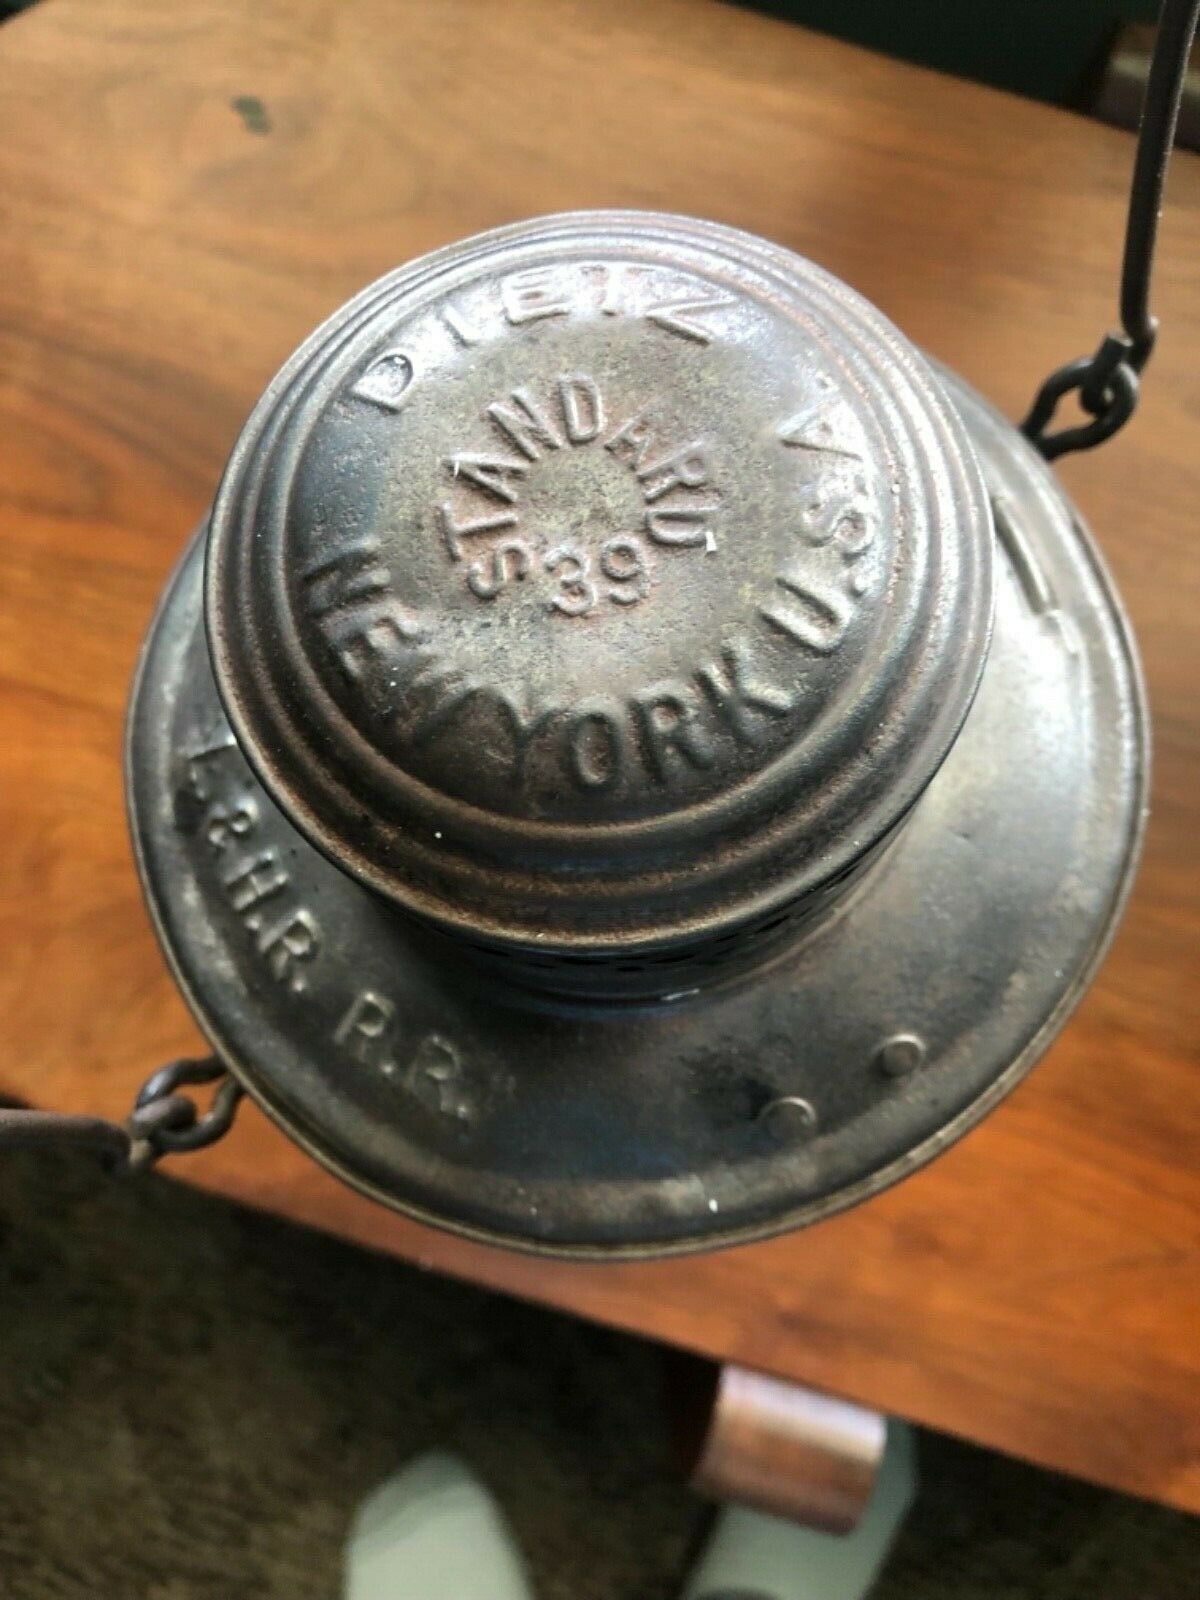 DIETZ
NEW YORK U.S.A.
STANDARD
39
L. & H.R. R.R.